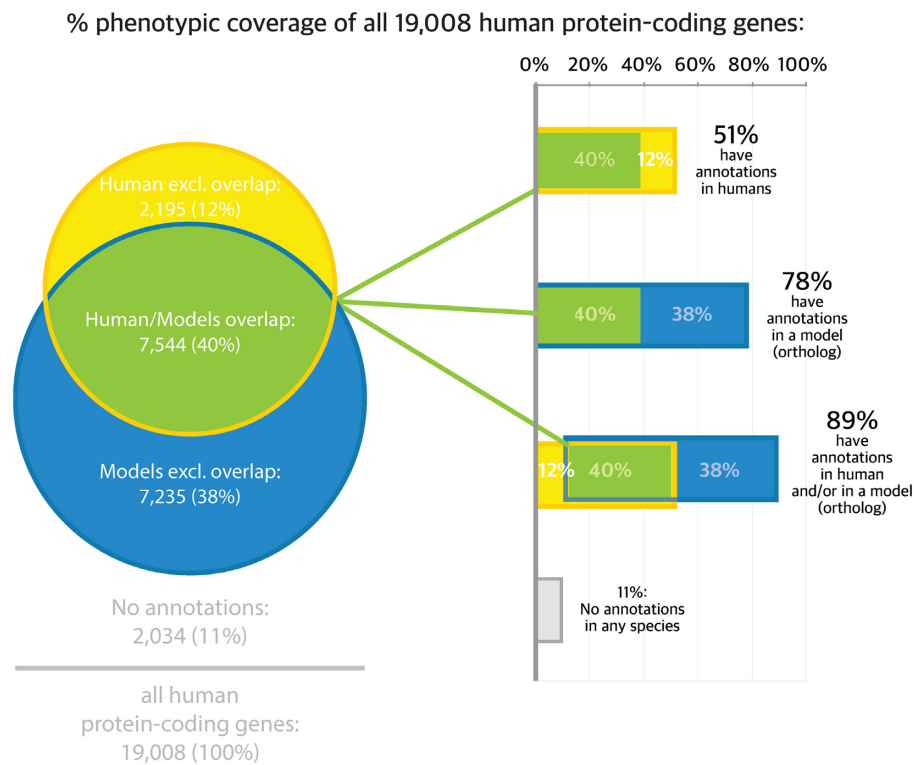 % phenotypic coverage of all 19,008 human protein-coding genes:
0% 20% 40% 60% 80% 100%
Human excl. overlap:
2,195 (12%)
Human/Models overlap:
7,544 (40%)
Models excl. overlap:
7,235 (38%)
No annotations:
2,034 (11%)
all human
protein-coding genes:
19,008 (100%)
40% 12%
51%
have
annotations
in humans
40% 38%
78%
have
annotations
in a model
(ortholog)
12% 40% 38%
89%
have
annotations
in human
and/or in a model
(ortholog)
11%:
No annotations
in any species